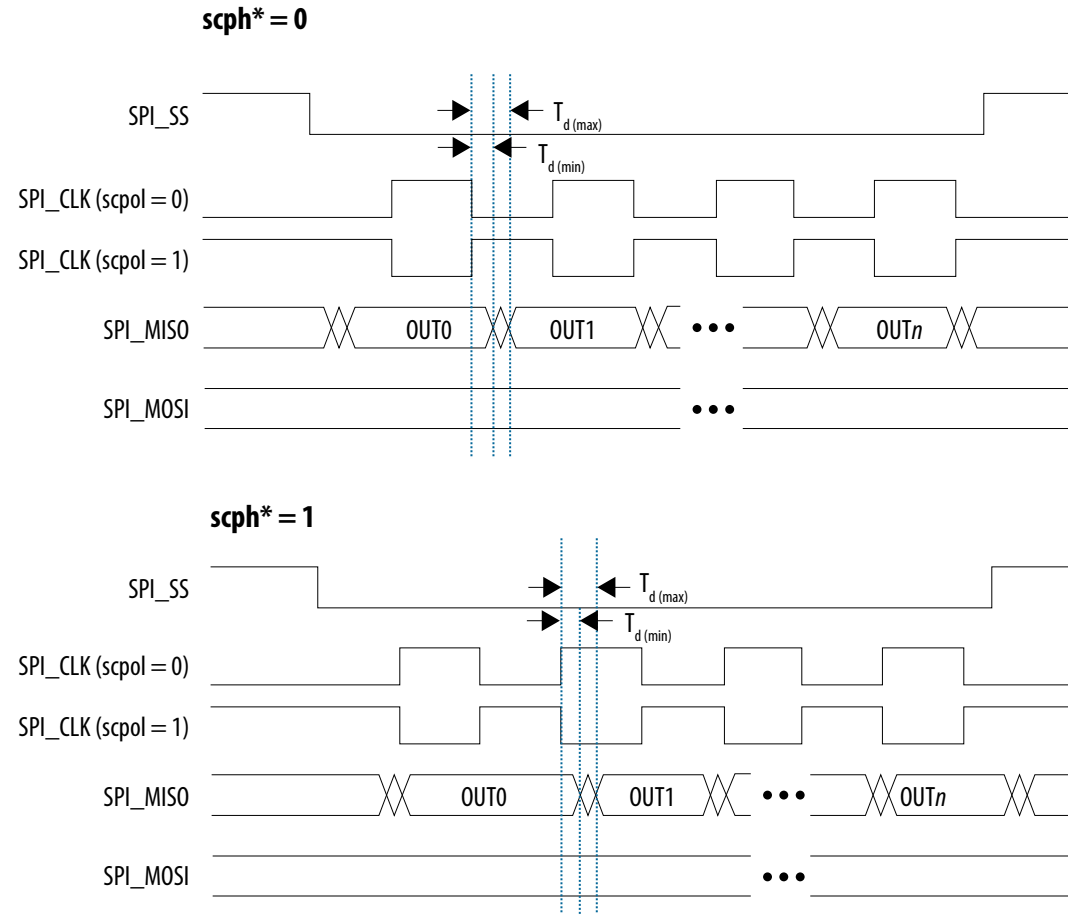 scph* = 0
SPI_SS
T d (max)
T d (min)
SPI_CLK (scpol = 0)
SPI_CLK (scpol = 1)
SPI_MISO OUT0 OUT1 ••• OUTn
SPI_MOSI •••
scph* = 1
SPI_SS
T d (max)
T d (min)
SPI_CLK (scpol = 0)
SPI_CLK (scpol = 1)
SPI_MISO OUT0 OUT1 ••• OUTn
SPI_MOSI •••